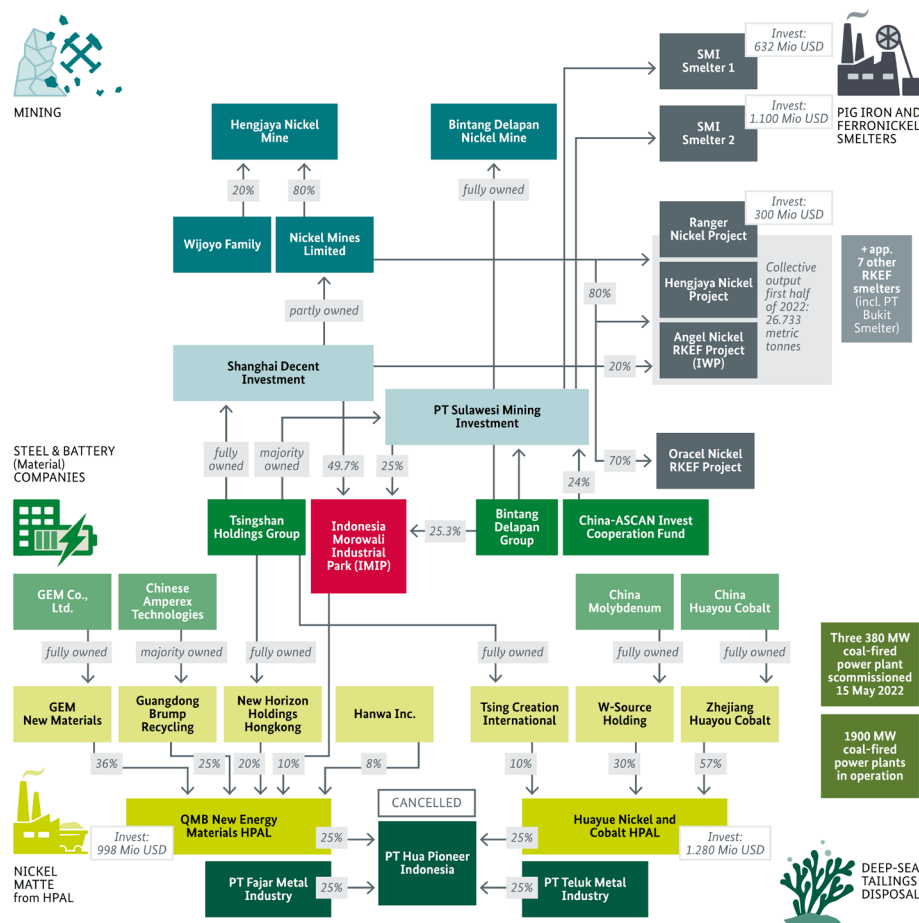 MINING
Hengjaya Nickel
Mine
Bintang Delapan
Nickel Mine
SMI
Smelter 1
Invest:
632 Mio USD
SMI
Smelter 2
Invest:
1.100 Mio USD
PIG IRON AND
FERRONICKEL
SMELTERS
20%
80%
fully owned
Wijoyo Family
Nickel Mines
Limited
Ranger
Nickel Project
Invest:
300 Mio USD
Hengjaya Nickel
Project
Angel Nickel
RKEF Project
(IWP)
Collective
output
first half
of 2022:
26.733
metric
tonnes
+ app.
7 other
RKEF
smelters
(incl. PT
Bukit
Smelter)
80%
partly owned
Shanghai Decent
Investment
20%
PT Sulawesi Mining
Investment
Oracel Nickel
RKEF Project
70%
STEEL & BATTERY
(Material)
COMPANIES
fully
owned
majority
owned
49.7%
25%
24%
Tsingshan
Holdings Group
Indonesia
Morowali
Industrial
Park (IMIP)
25.3%
Bintang
Delapan
Group
China-ASCAN Invest
Cooperation Fund
GEM Co.,
Ltd.
Chinese
Amperex
Technologies
China
Molybdenum
China
Huayou Cobalt
fully owned
majority owned
fully owned
fully owned
fully owned
fully owned
Three 380 MW
coal-fired
power plant
scommissioned
15 May 2022
GEM
New Materials
Guangdong
Brump
Recycling
New Horizon
Holdings
Hongkong
Hanwa Inc.
Tsing Creation
International
W-Source
Holding
Zhejiang
Huayou Cobalt
1900 MW
coal-fired
power plants
in operation
36%
25%
20%
10%
8%
10%
30%
57%
CANCELLED
QMB New Energy
Materials HPAL
Invest:
998 Mio USD
25%
PT Hua Pioneer
Indonesia
25%
Huayue Nickel and
Cobalt HPAL
Invest:
1.280 Mio USD
NICKEL
MATTE
from HPAL
PT Fajar Metal
Industry
25%
25%
PT Teluk Metal
Industry
DEEP-SEA
TAILINGS
DISPOSAL